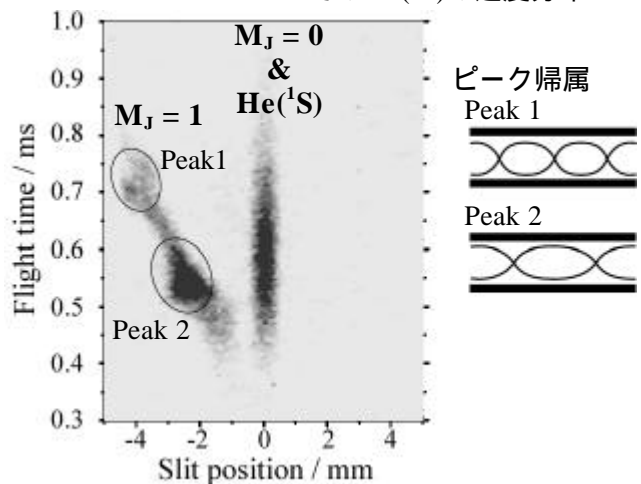 1.0
0.9
0.8
0.7
0.6
0.5
0.4
0.3
Flight time / ms
M_J = 0
&
He(¹S)
M_J = 1
Peak1
Peak 2
-4
-2
0
2
4
Slit position / mm
ピーク帰属
Peak 1
Peak 2